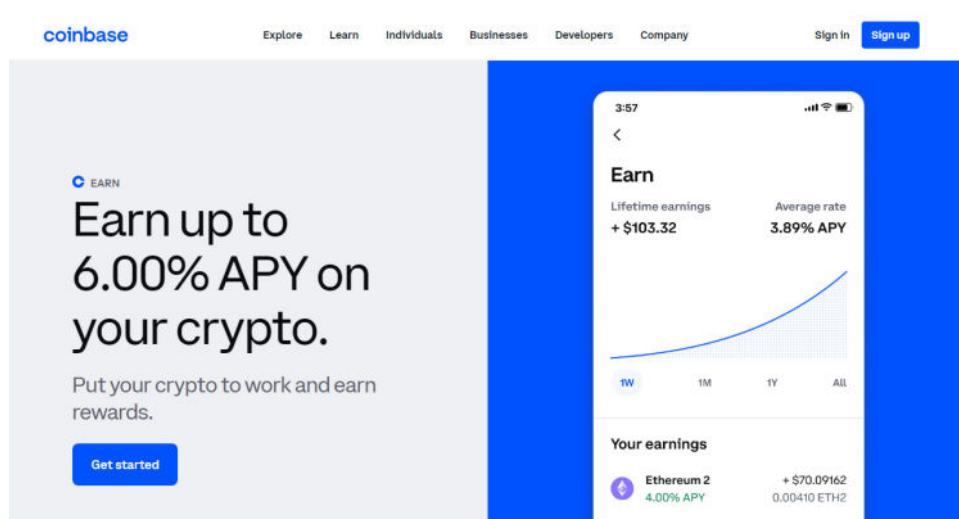 coinbase Explore Learn Individuals Businesses Developers Company Sign in Sign up
EARN
Earn up to
6.00% APY on
your crypto.
Put your crypto to work and earn
rewards.
Get started
3:57
Earn
Lifetime earnings Average rate
+ $103.32 3.89% APY
1W 1M 1Y All
Your earnings
Ethereum 2 + $70.09162
4.00% APY 0.00410 ETH2